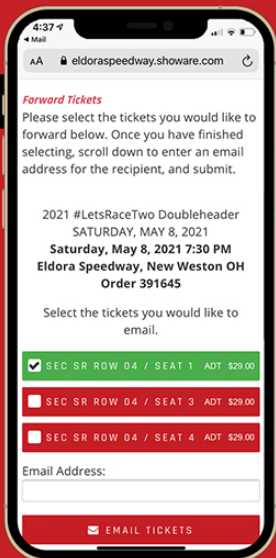 4:37
Mail
AA eldoraspeedway.showare.com
Forward Tickets
Please select the tickets you would like to
forward below. Once you have finished
selecting, scroll down to enter an email
address for the recipient, and submit.
2021 #LetsRaceTwo Doubleheader
SATURDAY, MAY 8, 2021
Saturday, May 8, 2021 7:30 PM
Eldora Speedway, New Weston OH
Order 391645
Select the tickets you would like to
email.
SEC SR ROW 04 / SEAT 1 ADT $29.00
SEC SR ROW 04 / SEAT 3 ADT $29.00
SEC SR ROW 04 / SEAT 4 ADT $29.00
Email Address:
EMAIL TICKETS